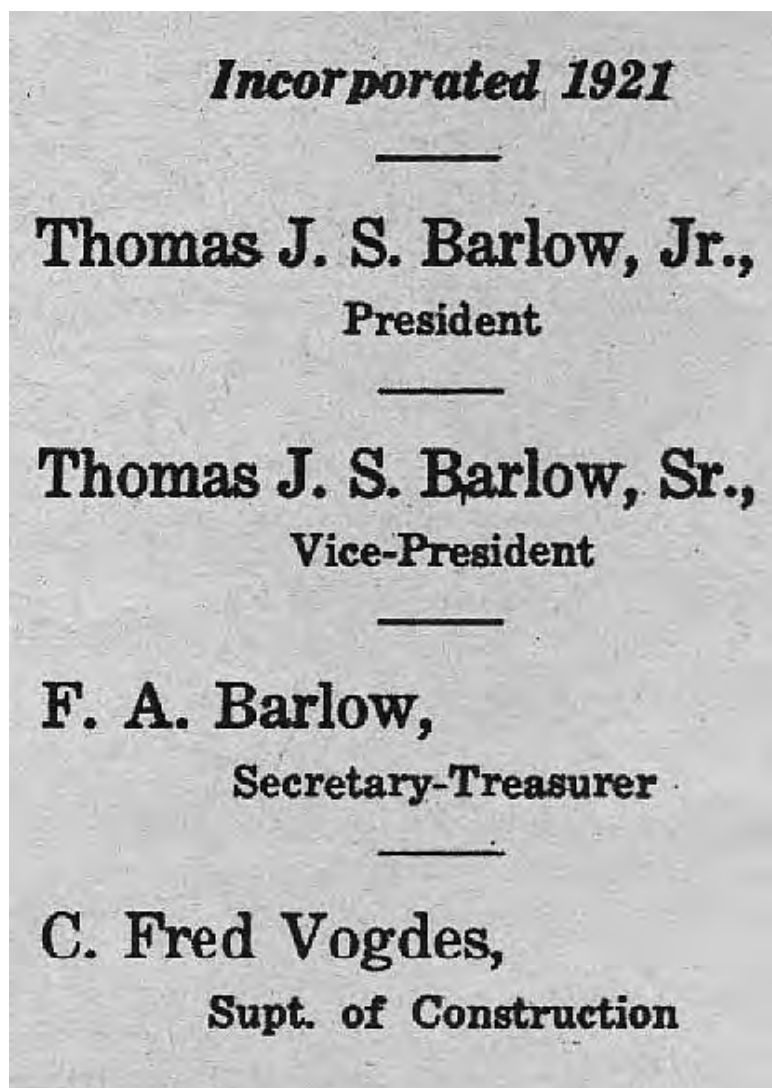 Incorporated 1921
Thomas J. S. Barlow, Jr.,
President
Thomas J. S. Barlow, Sr.,
Vice-President
F. A. Barlow,
Secretary-Treasurer
C. Fred Vogdes,
Supt. of Construction